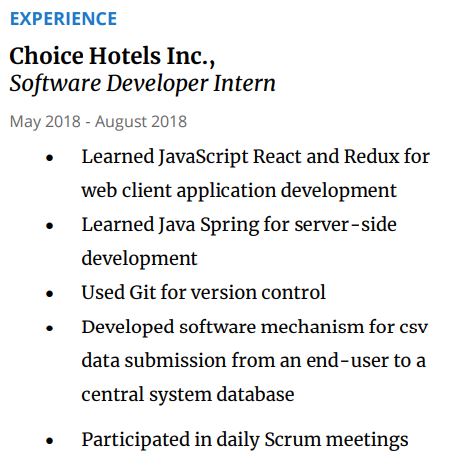 EXPERIENCE
Choice Hotels Inc.,
Software Developer Intern
May 2018 - August 2018
• Learned JavaScript React and Redux for
web client application development
• Learned Java Spring for server-side
development
• Used Git for version control
• Developed software mechanism for csv
data submission from an end-user to a
central system database
• Participated in daily Scrum meetings